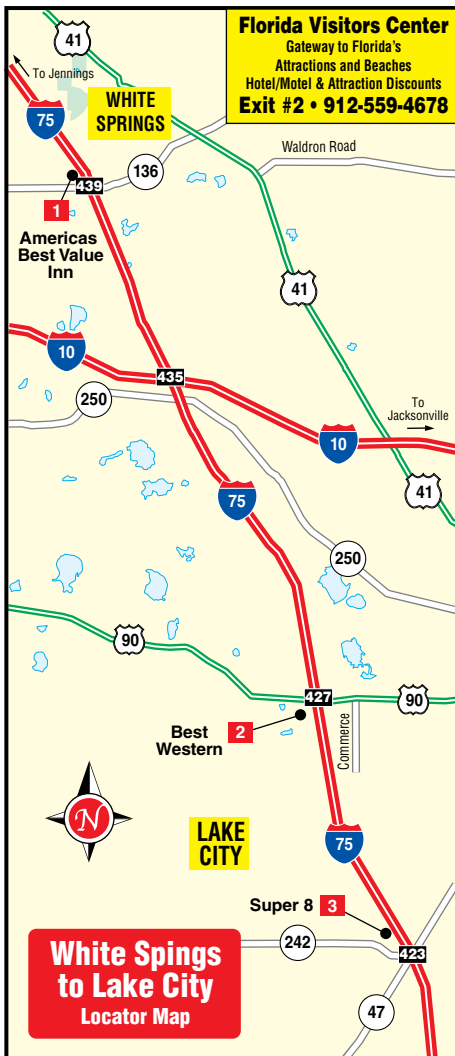 Florida Visitors Center
Gateway to Florida's
Attractions and Beaches
Hotel/Motel & Attraction Discounts
Exit #2 • 912-559-4678
41
To Jennings
75
WHITE
SPRINGS
136
Waldron Road
439
1
Americas
Best Value
Inn
41
10
435
250
To
Jacksonville
10
41
75
250
90
427
90
Best
Western
2
Commerce
N
LAKE
CITY
75
Super 8
3
242
423
47
White Spings
to Lake City
Locator Map